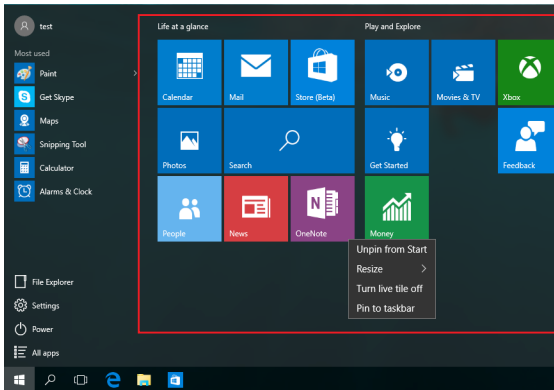 test
Most used
Paint
Get Skype
Maps
Snipping Tool
Calculator
Alarms & Clock
File Explorer
Settings
Power
All apps
Life at a glance
Play and Explore
Calendar
Mail
Store (Beta)
Music
Movies & TV
Xbox
Photos
Search
Get Started
Feedback
People
News
OneNote
Money
Unpin from Start
Resize
Turn live tile off
Pin to taskbar